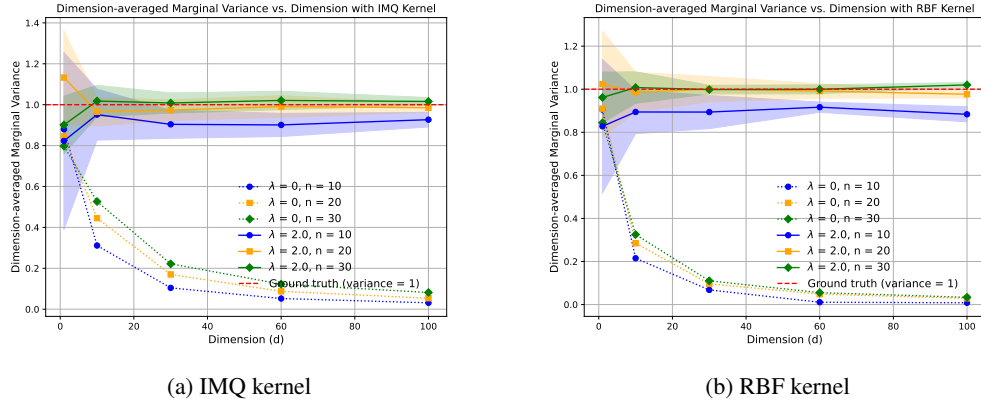 Dimension-averaged Marginal Variance vs. Dimension with IMQ Kernel
Dimension-averaged Marginal Variance
1.4
1.2
1.0
0.8
0.6
0.4
0.2
0.0
λ = 0, n = 10
λ = 0, n = 20
λ = 0, n = 30
λ = 2.0, n = 10
λ = 2.0, n = 20
λ = 2.0, n = 30
Ground truth (variance = 1)
0 20 40 60 80 100
Dimension (d)
(a) IMQ kernel
Dimension-averaged Marginal Variance vs. Dimension with RBF Kernel
Dimension-averaged Marginal Variance
1.2
1.0
0.8
0.6
0.4
0.2
0.0
λ = 0, n = 10
λ = 0, n = 20
λ = 0, n = 30
λ = 2.0, n = 10
λ = 2.0, n = 20
λ = 2.0, n = 30
Ground truth (variance = 1)
0 20 40 60 80 100
Dimension (d)
(b) RBF kernel